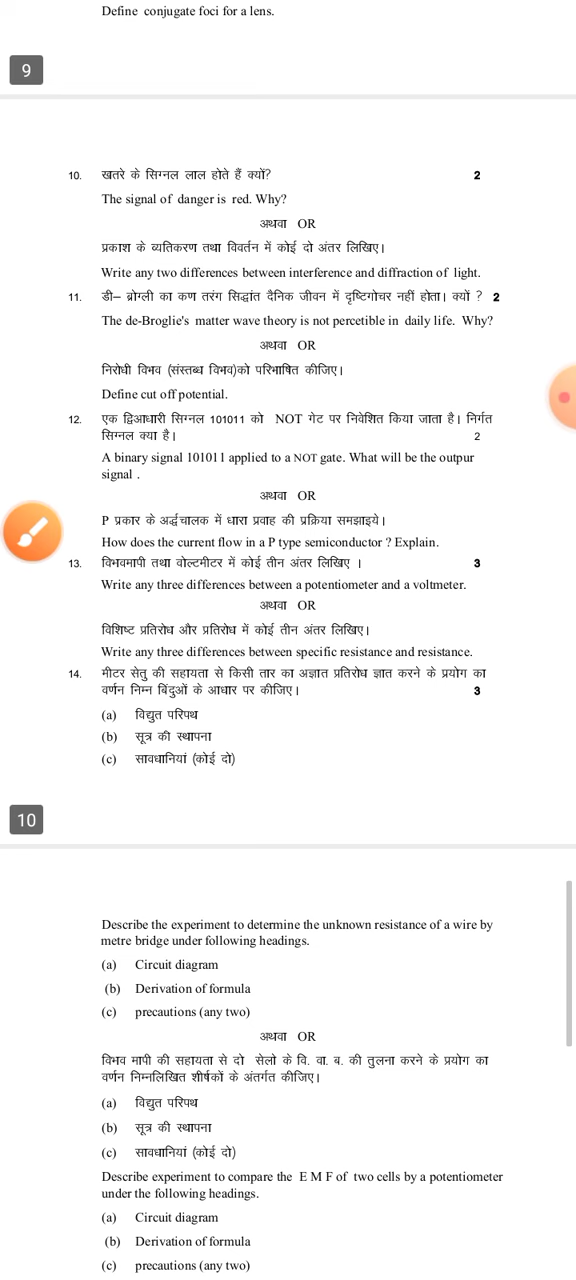 Define conjugate foci for a lens.
9
10. खतरे के सिग्नल लाल होते हैं क्यों? 2
The signal of danger is red. Why?
अथवा OR
प्रकाश के व्यतिकरण तथा विवर्तन में कोई दो अंतर लिखिए।
Write any two differences between interference and diffraction of light.
11. डी– ब्रोग्ली का कण तरंग सिद्धांत दैनिक जीवन में दृष्टिगोचर नहीं होता। क्यों ? 2
The de-Broglie's matter wave theory is not percetible in daily life. Why?
अथवा OR
निरोधी विभव (संस्तब्ध विभव)को परिभाषित कीजिए।
Define cut off potential.
12. एक द्विआधारी सिग्नल 101011 को NOT गेट पर निवेशित किया जाता है। निर्गत
सिग्नल क्या है। 2
A binary signal 101011 applied to a NOT gate. What will be the outpur
signal .
अथवा OR
P प्रकार के अर्द्धचालक में धारा प्रवाह की प्रक्रिया समझाइये।
How does the current flow in a P type semiconductor ? Explain.
13. विभवमापी तथा वोल्टमीटर में कोई तीन अंतर लिखिए । 3
Write any three differences between a potentiometer and a voltmeter.
अथवा OR
विशिष्ट प्रतिरोध और प्रतिरोध में कोई तीन अंतर लिखिए।
Write any three differences between specific resistance and resistance.
14. मीटर सेतु की सहायता से किसी तार का अज्ञात प्रतिरोध ज्ञात करने के प्रयोग का
वर्णन निम्न बिंदुओं के आधार पर कीजिए। 3
(a) विद्युत परिपथ
(b) सूत्र की स्थापना
(c) सावधानियां (कोई दो)
10
Describe the experiment to determine the unknown resistance of a wire by
metre bridge under following headings.
(a) Circuit diagram
(b) Derivation of formula
(c) precautions (any two)
अथवा OR
विभव मापी की सहायता से दो सेलो के वि. वा. ब. की तुलना करने के प्रयोग का
वर्णन निम्नलिखित शीर्षकों के अंतर्गत कीजिए।
(a) विद्युत परिपथ
(b) सूत्र की स्थापना
(c) सावधानियां (कोई दो)
Describe experiment to compare the E M F of two cells by a potentiometer
under the following headings.
(a) Circuit diagram
(b) Derivation of formula
(c) precautions (any two)